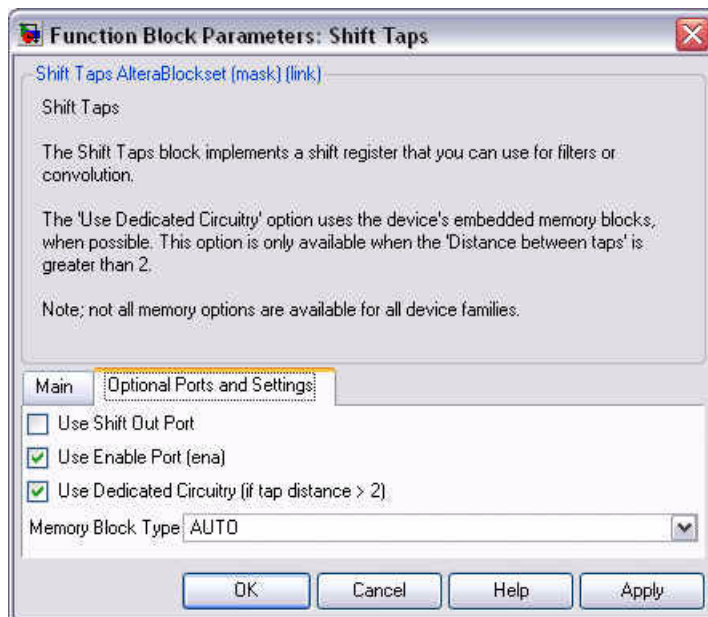 Function Block Parameters: Shift Taps
Shift Taps AlteraBlockset (mask) (link)
Shift Taps
The Shift Taps block implements a shift register that you can use for filters or
convolution.
The 'Use Dedicated Circuitry' option uses the device's embedded memory blocks,
when possible. This option is only available when the 'Distance between taps' is
greater than 2.
Note; not all memory options are available for all device families.
Main Optional Ports and Settings
Use Shift Out Port
Use Enable Port (ena)
Use Dedicated Circuitry (if tap distance > 2)
Memory Block Type AUTO
OK Cancel Help Apply